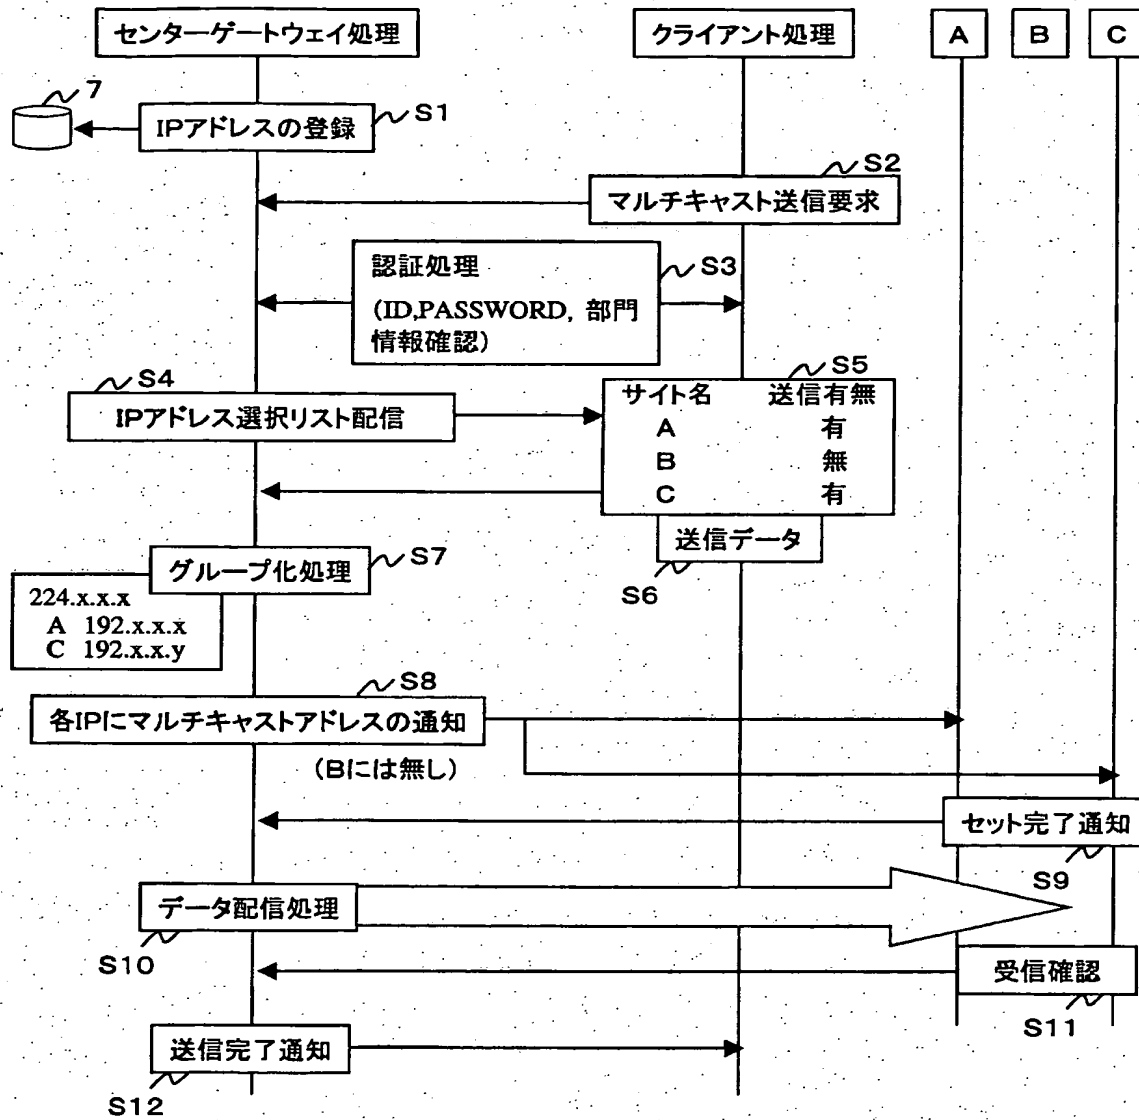 センターゲートウェイ処理
クライアント処理
A
B
C
7
IPアドレスの登録
S1
S2
マルチキャスト送信要求
認証処理
(ID,PASSWORD, 部門
情報確認)
S3
S4
IPアドレス選択リスト配信
S5
サイト名 送信有無
A 有
B 無
C 有
送信データ
S6
グループ化処理
S7
224.x.x.x
A 192.x.x.x
C 192.x.x.y
S8
各IPにマルチキャストアドレスの通知
(Bには無し)
セット完了通知
S9
データ配信処理
S10
受信確認
S11
送信完了通知
S12